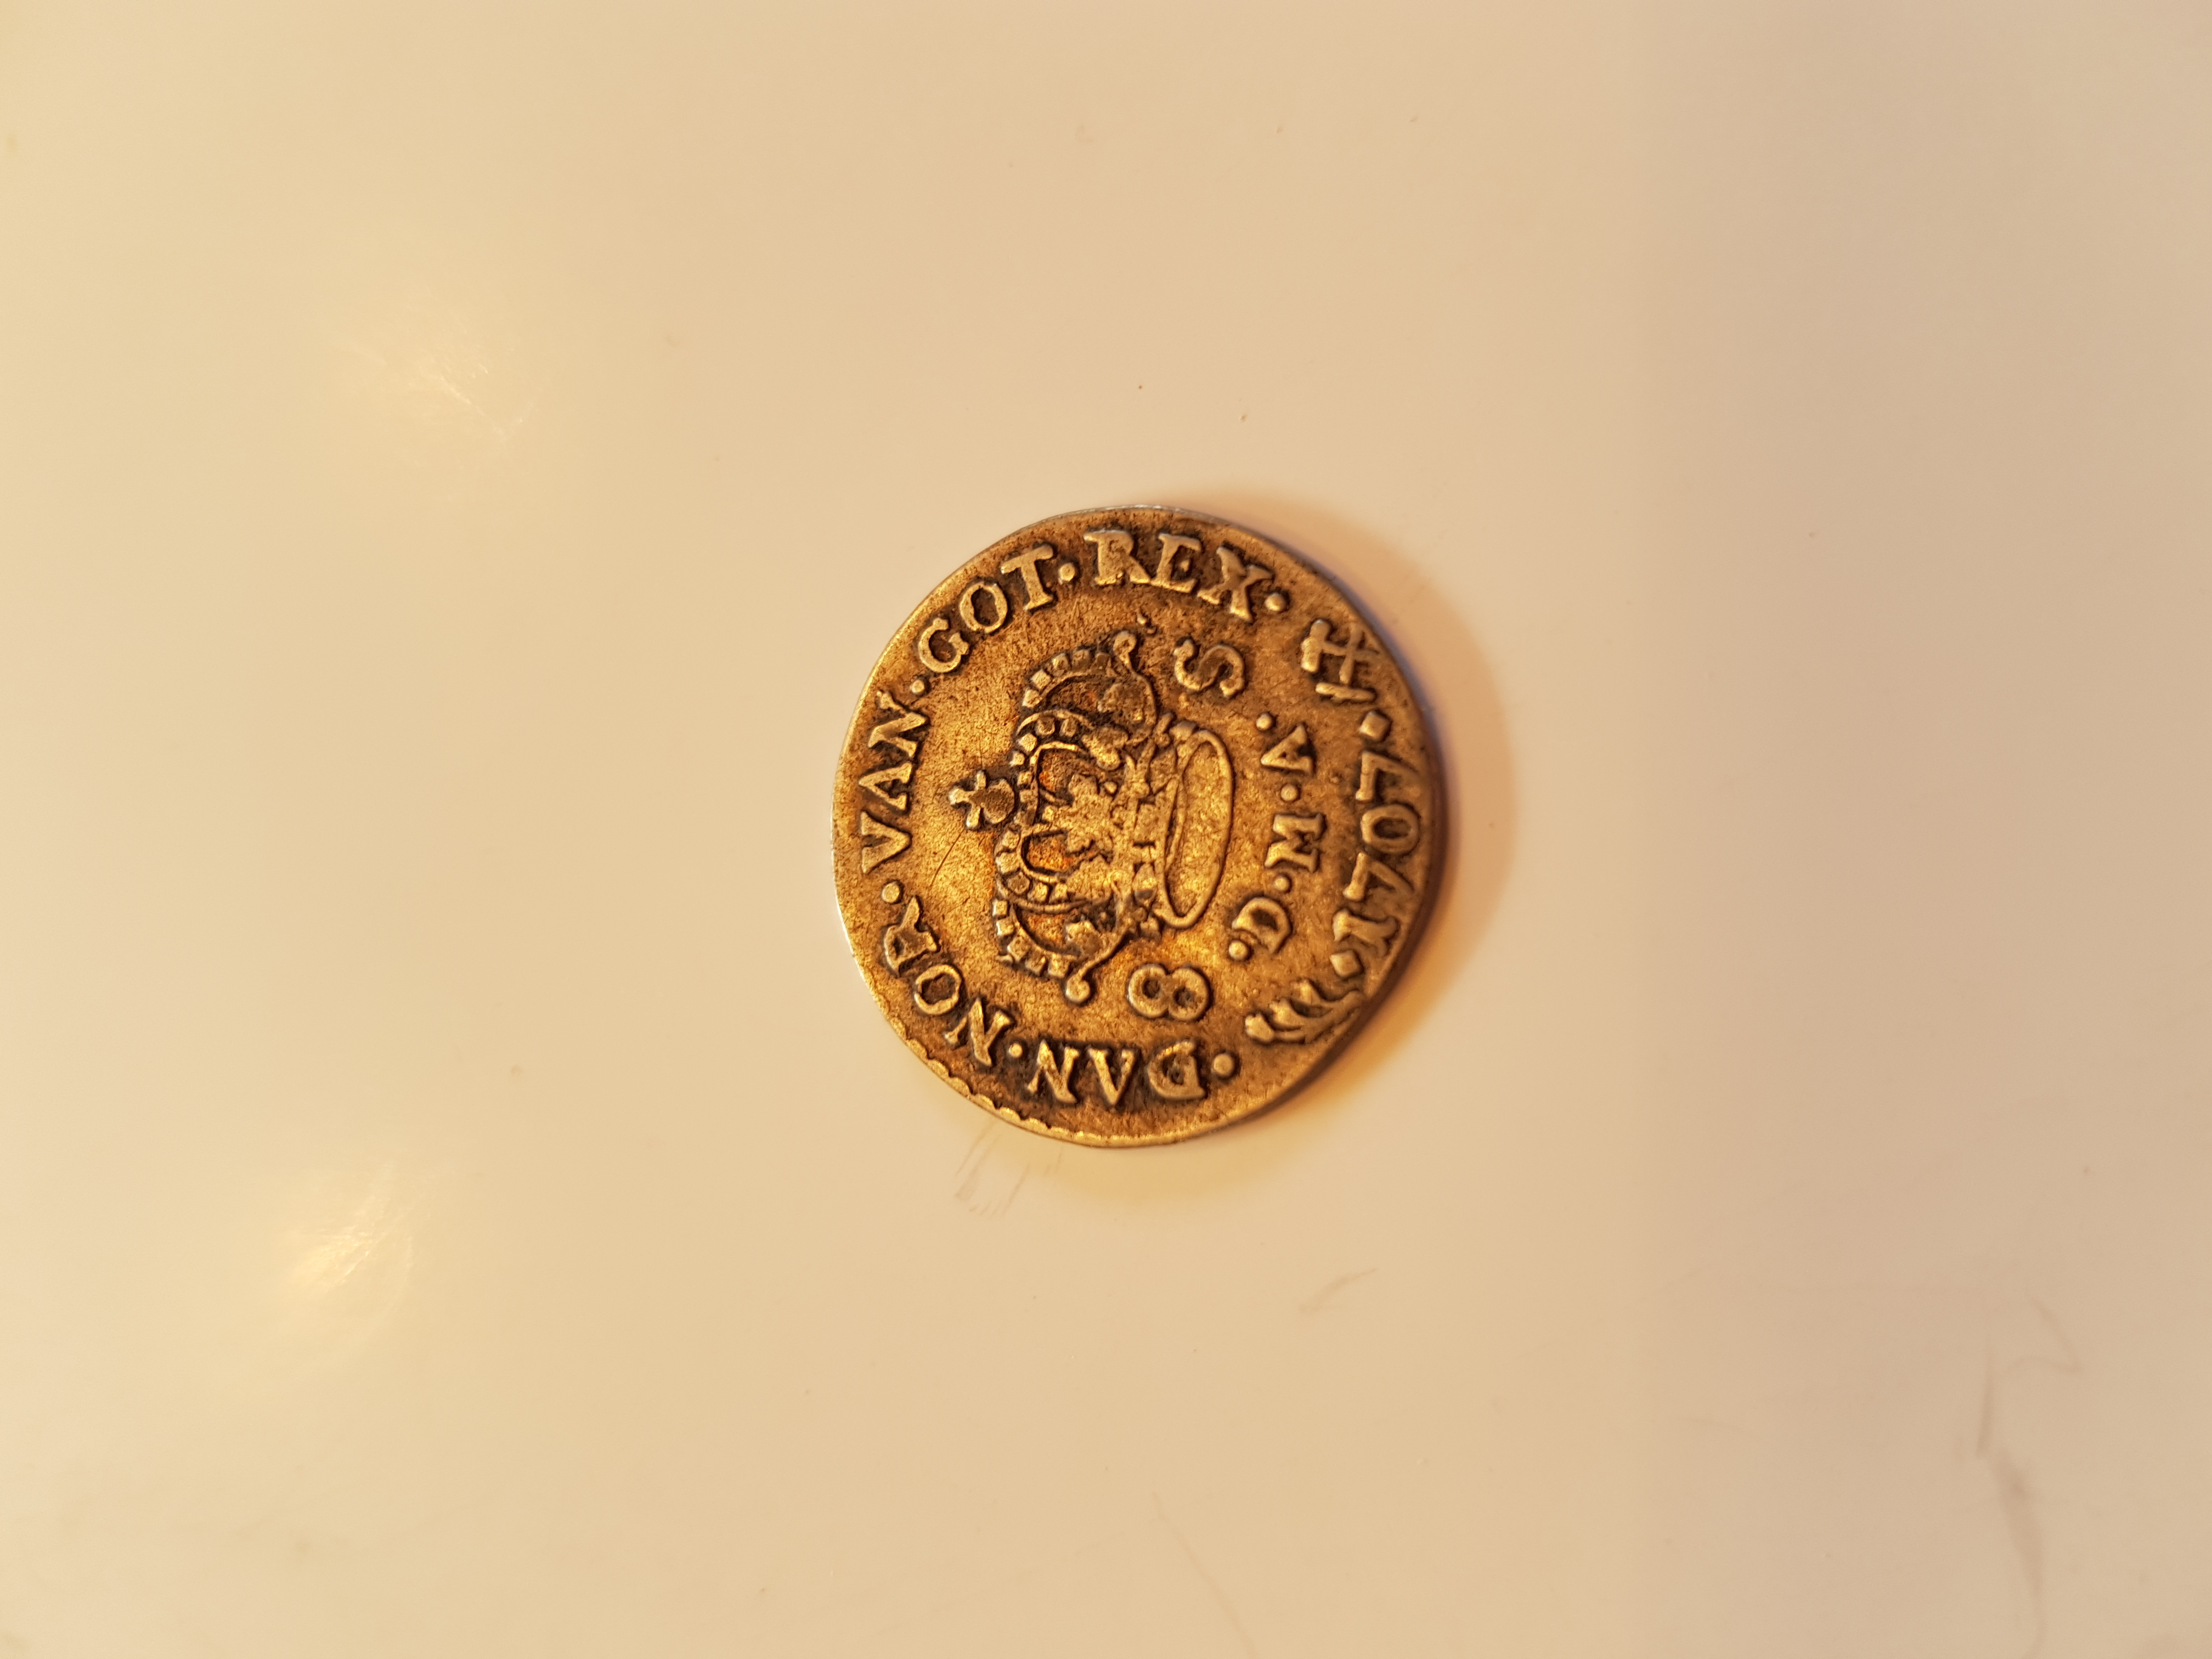 ·DAN·NOR·VAN·GOT·REX·
8 S
·D·M·A·
·1707·